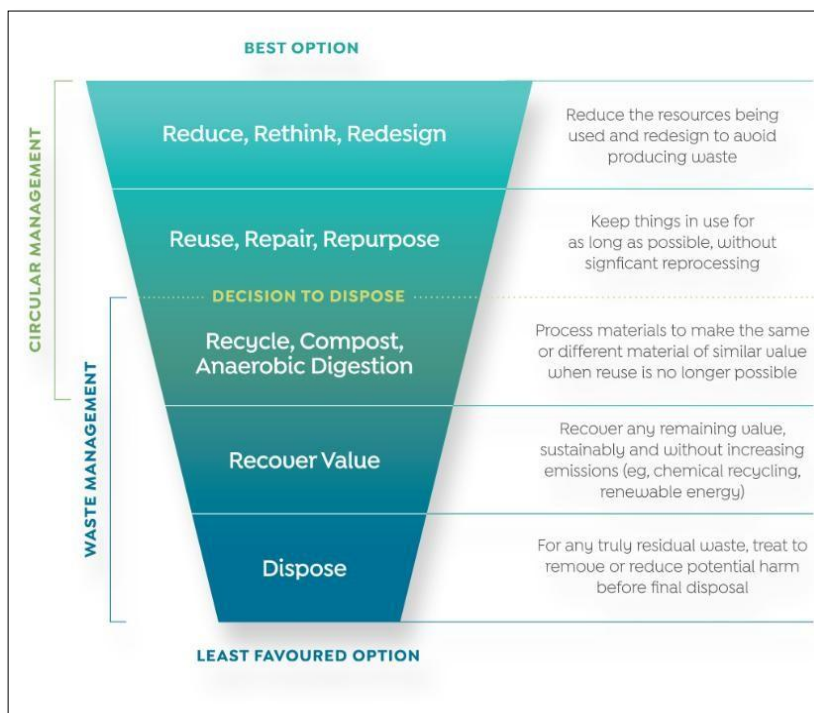 BEST OPTION
CIRCULAR MANAGEMENT
WASTE MANAGEMENT
Reduce, Rethink, Redesign
Reduce the resources being
used and redesign to avoid
producing waste
Reuse, Repair, Repurpose
Keep things in use for
as long as possible, without
signficant reprocessing
DECISION TO DISPOSE
Recycle, Compost,
Anaerobic Digestion
Process materials to make the same
or different material of similar value
when reuse is no longer possible
Recover Value
Recover any remaining value,
sustainably and without increasing
emissions (eg, chemical recycling,
renewable energy)
Dispose
For any truly residual waste, treat to
remove or reduce potential harm
before final disposal
LEAST FAVOURED OPTION